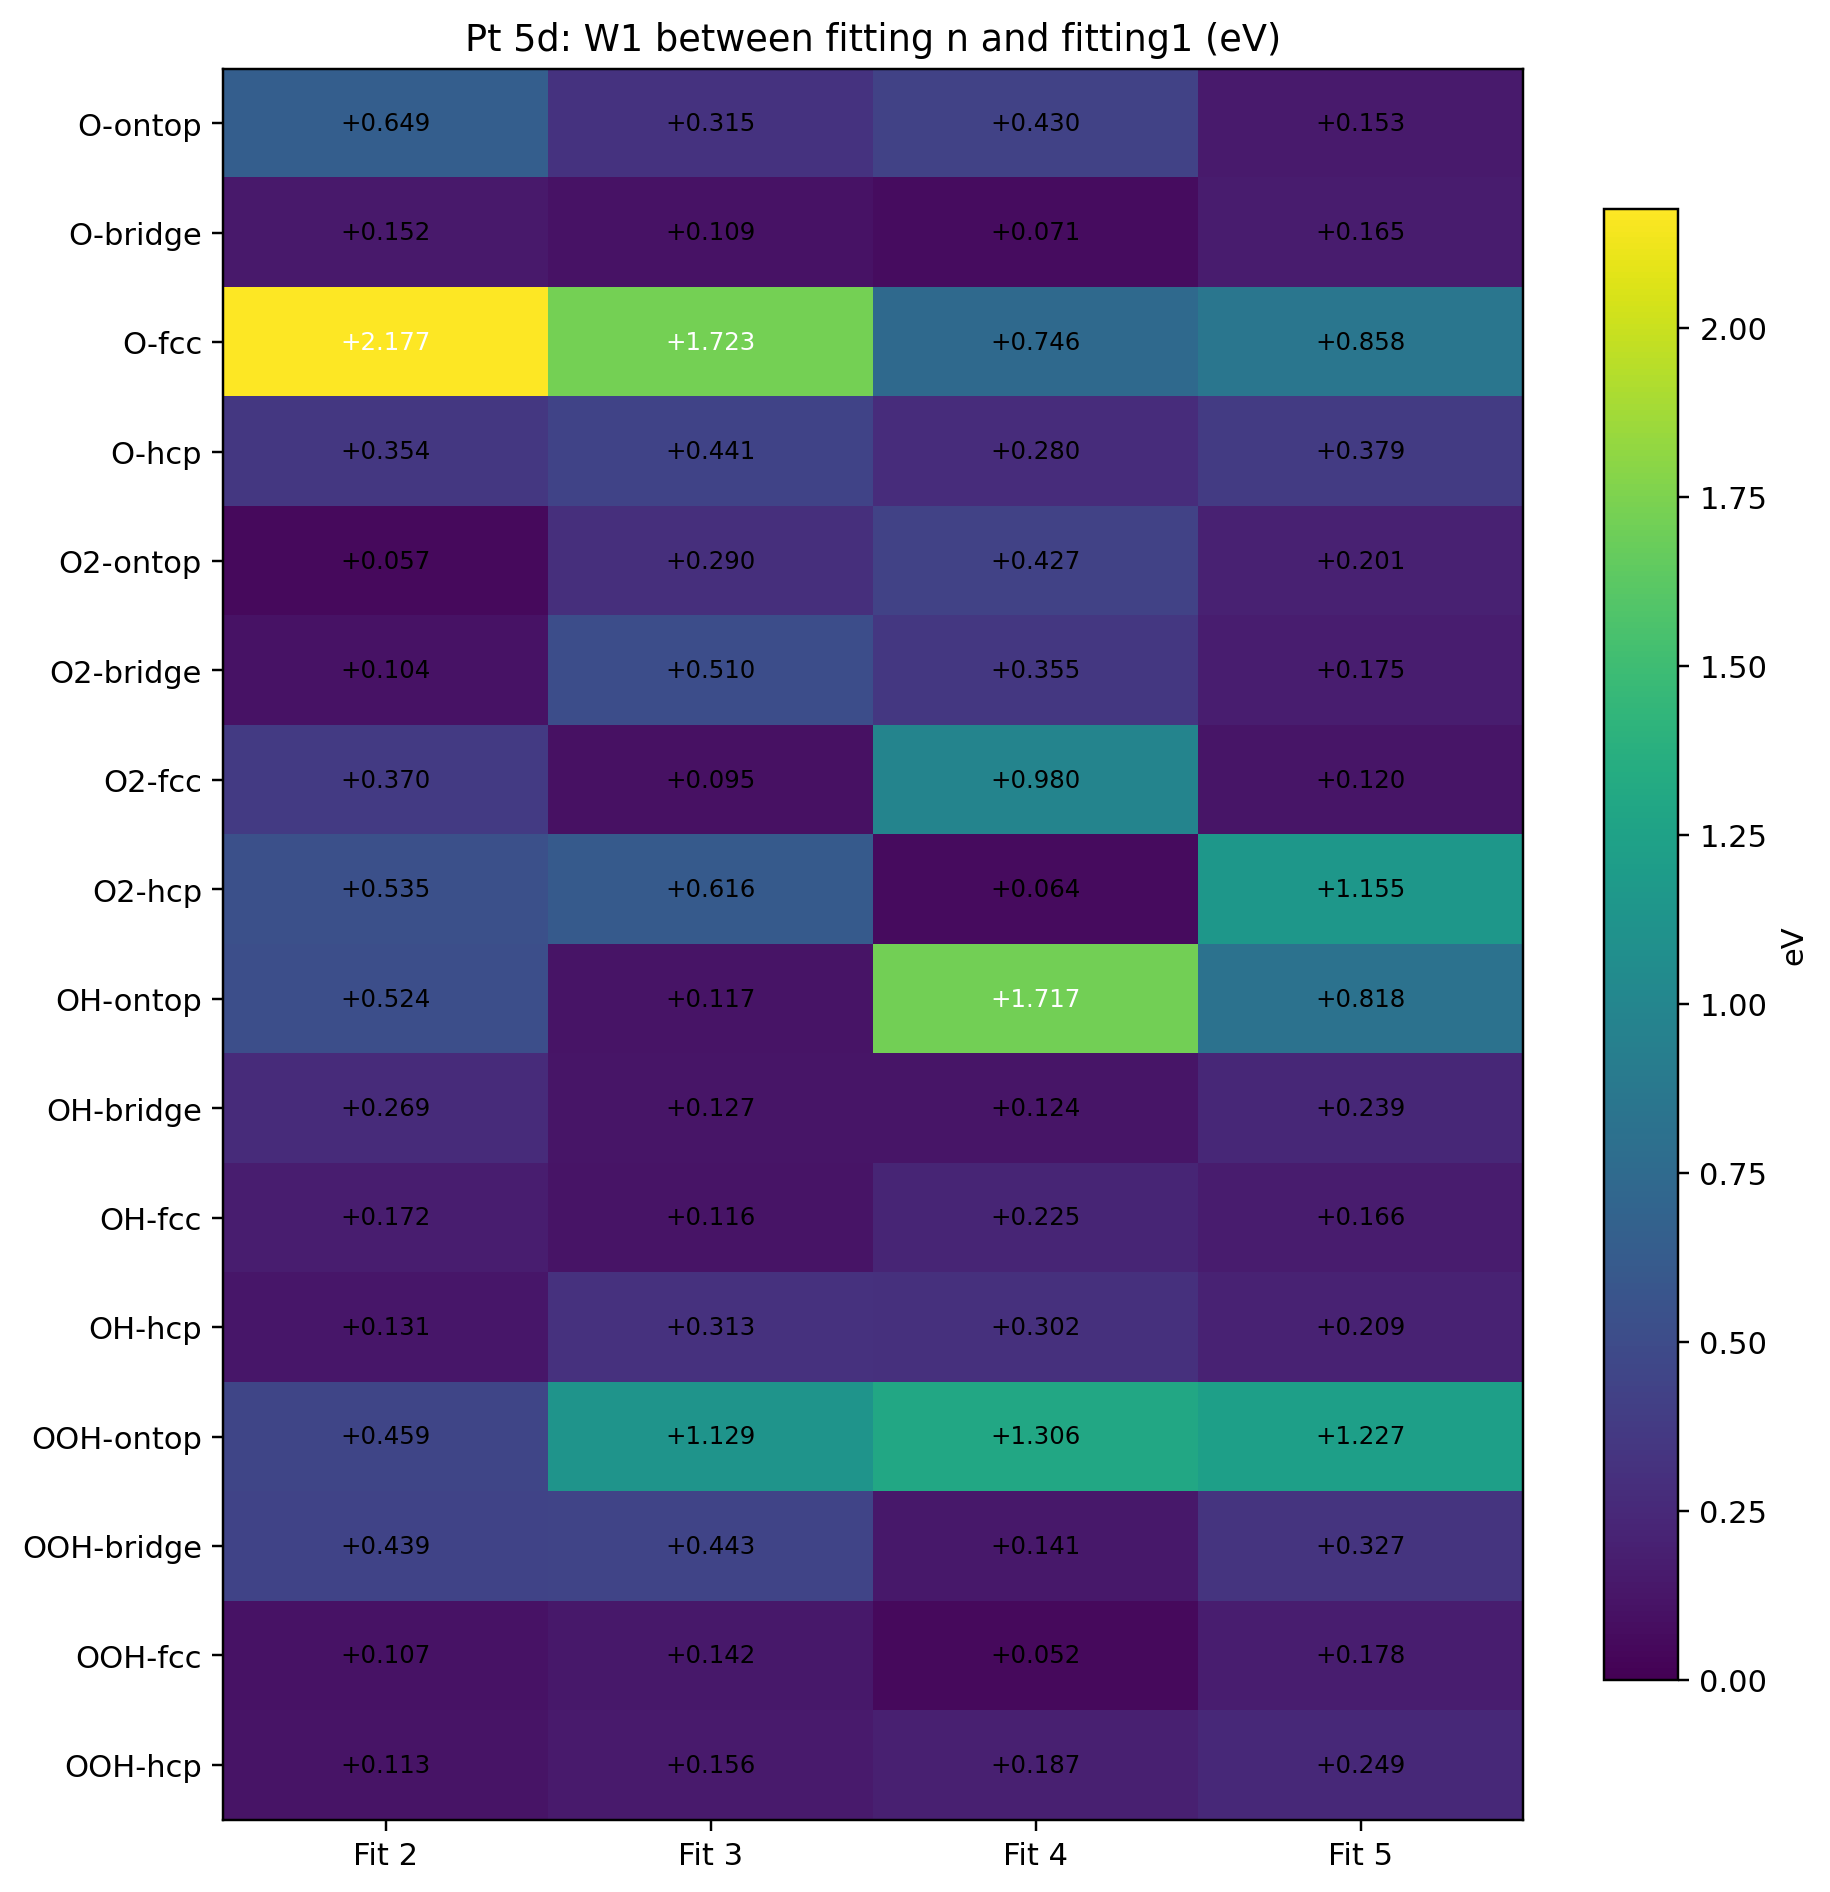 Pt 5d: W1 between fitting n and fitting1 (eV)
O-ontop +0.649 +0.315 +0.430 +0.153
O-bridge +0.152 +0.109 +0.071 +0.165
O-fcc +2.177 +1.723 +0.746 +0.858
O-hcp +0.354 +0.441 +0.280 +0.379
O2-ontop +0.057 +0.290 +0.427 +0.201
O2-bridge +0.104 +0.510 +0.355 +0.175
O2-fcc +0.370 +0.095 +0.980 +0.120
O2-hcp +0.535 +0.616 +0.064 +1.155
OH-ontop +0.524 +0.117 +1.717 +0.818
OH-bridge +0.269 +0.127 +0.124 +0.239
OH-fcc +0.172 +0.116 +0.225 +0.166
OH-hcp +0.131 +0.313 +0.302 +0.209
OOH-ontop +0.459 +1.129 +1.306 +1.227
OOH-bridge +0.439 +0.443 +0.141 +0.327
OOH-fcc +0.107 +0.142 +0.052 +0.178
OOH-hcp +0.113 +0.156 +0.187 +0.249
Fit 2 Fit 3 Fit 4 Fit 5
2.00
1.75
1.50
1.25
1.00
0.75
0.50
0.25
0.00
eV